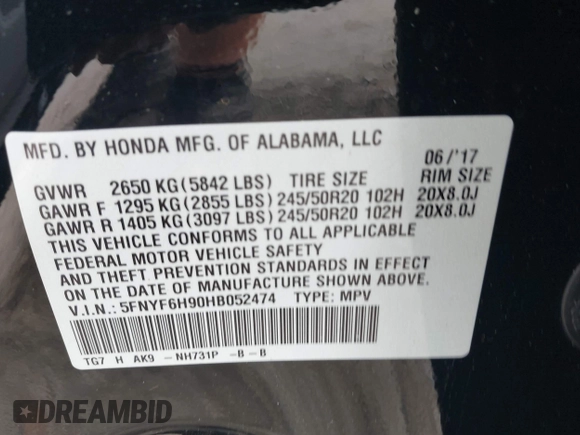 MFD. BY HONDA MFG. OF ALABAMA, LLC
06/'17
GVWR 2650 KG(5842 LBS) TIRE SIZE RIM SIZE
GAWR F 1295 KG(2855 LBS)245/50R20 102H 20X8.0J
GAWR R 1405 KG(3097 LBS)245/50R20 102H 20X8.0J
THIS VEHICLE CONFORMS TO ALL APPLICABLE
FEDERAL MOTOR VEHICLE SAFETY
AND THEFT PREVENTION STANDARDS IN EFFECT
ON THE DATE OF MANUFACTURE SHOWN ABOVE.
V.I.N.: 5FNYF6H90HB052474 TYPE: MPV
TG7 H AK9 - NH731P -B-B
DREAMBID